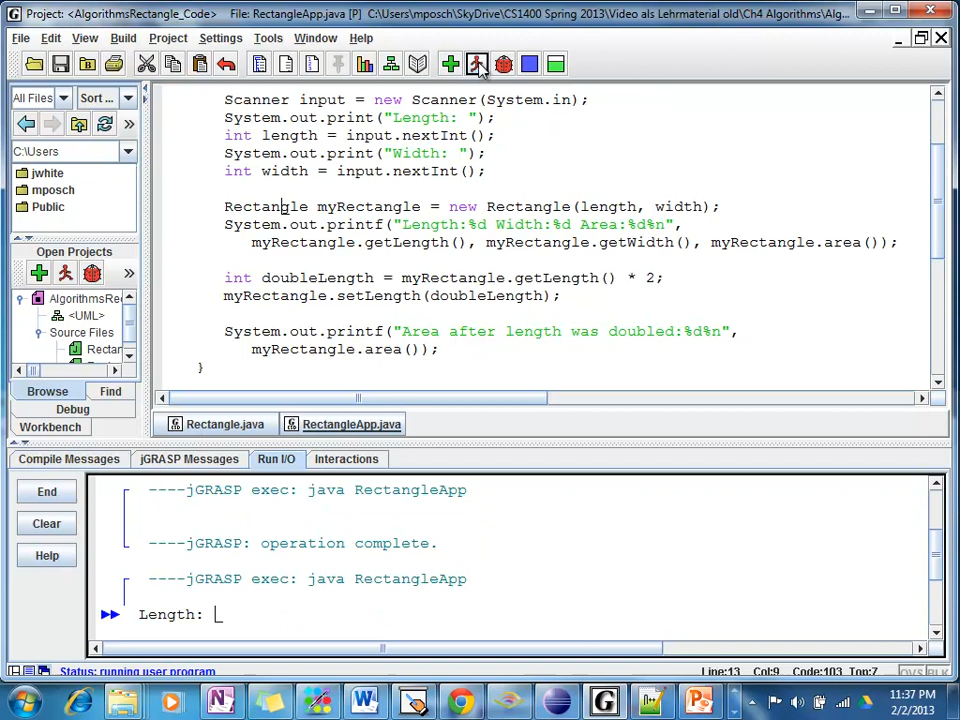 Project: <AlgorithmsRectangle_Code>   File: RectangleApp.java [P]  C:\Users\mposch\SkyDrive\CS1400 Spring 2013\Video als Lehrmaterial old\Ch4 Algorithms\Alg...
File Edit View Build Project Settings Tools Window Help
All Files Sort ...
C:\Users
jwhite
mposch
Public
Open Projects
AlgorithmsRec
<UML>
Source Files
Rectar
Browse Find
Debug
Workbench
Scanner input = new Scanner(System.in);
System.out.print("Length: ");
int length = input.nextInt();
System.out.print("Width: ");
int width = input.nextInt();
Rectangle myRectangle = new Rectangle(length, width);
System.out.printf("Length:%d Width:%d Area:%d%n",
myRectangle.getLength(), myRectangle.getWidth(), myRectangle.area());
int doubleLength = myRectangle.getLength() * 2;
myRectangle.setLength(doubleLength);
System.out.printf("Area after length was doubled:%d%n",
myRectangle.area());
}
Rectangle.java RectangleApp.java
Compile Messages jGRASP Messages Run I/O Interactions
End
Clear
Help
----jGRASP exec: java RectangleApp
----jGRASP: operation complete.
----jGRASP exec: java RectangleApp
Length:
Status: running user program Line:13 Col:9 Code:103 Top:7 OVS BLK
11:37 PM
2/2/2013